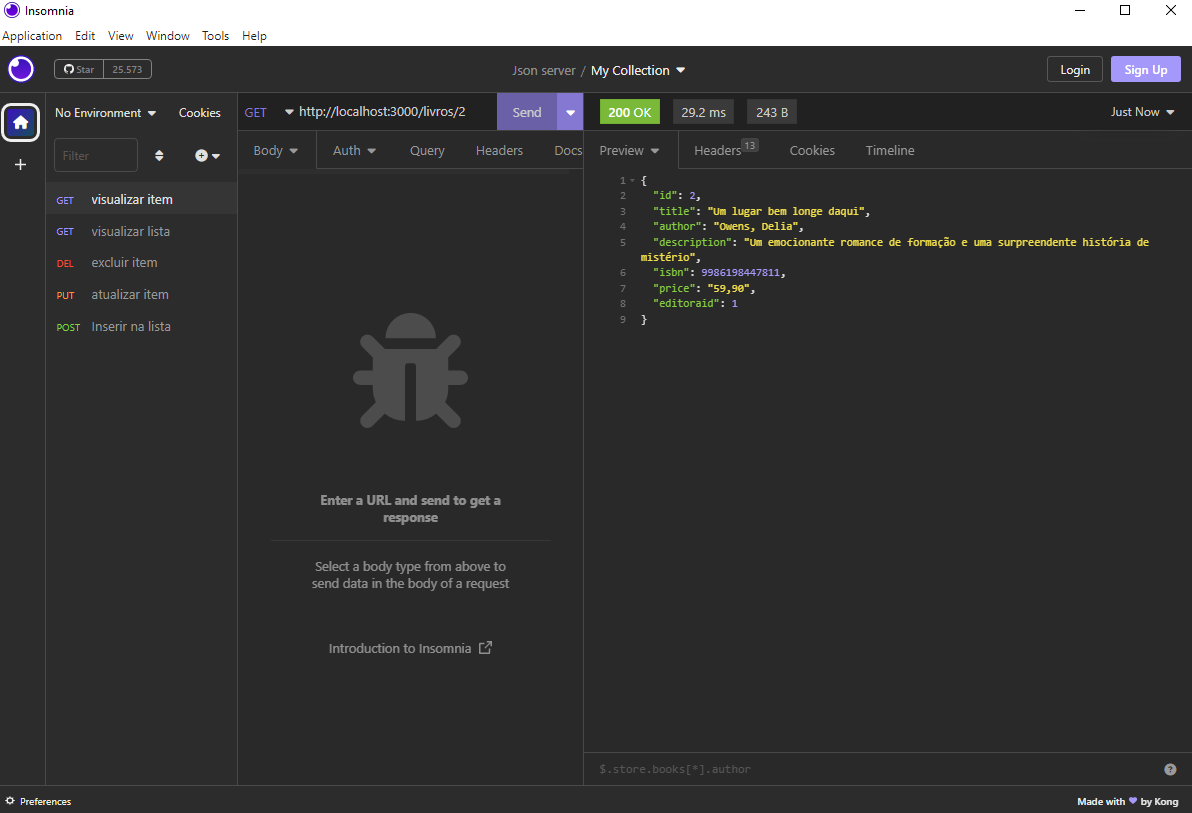 Insomnia
Application Edit View Window Tools Help
Star 25.573
Json server / My Collection
Login Sign Up
No Environment Cookies
Filter
GET visualizar item
GET visualizar lista
DEL excluir item
PUT atualizar item
POST Inserir na lista
GET http://localhost:3000/livros/2 Send
Body Auth Query Headers Docs
Enter a URL and send to get a
response
Select a body type from above to
send data in the body of a request
Introduction to Insomnia
200 OK 29.2 ms 243 B Just Now
Preview Headers 13 Cookies Timeline
1 {
2 "id": 2,
3 "title": "Um lugar bem longe daqui",
4 "author": "Owens, Delia",
5 "description": "Um emocionante romance de formação e uma surpreendente história de
mistério",
6 "isbn": 9986198447811,
7 "price": "59,90",
8 "editoraid": 1
9 }
$.store.books[*].author ?
Preferences
Made with by Kong